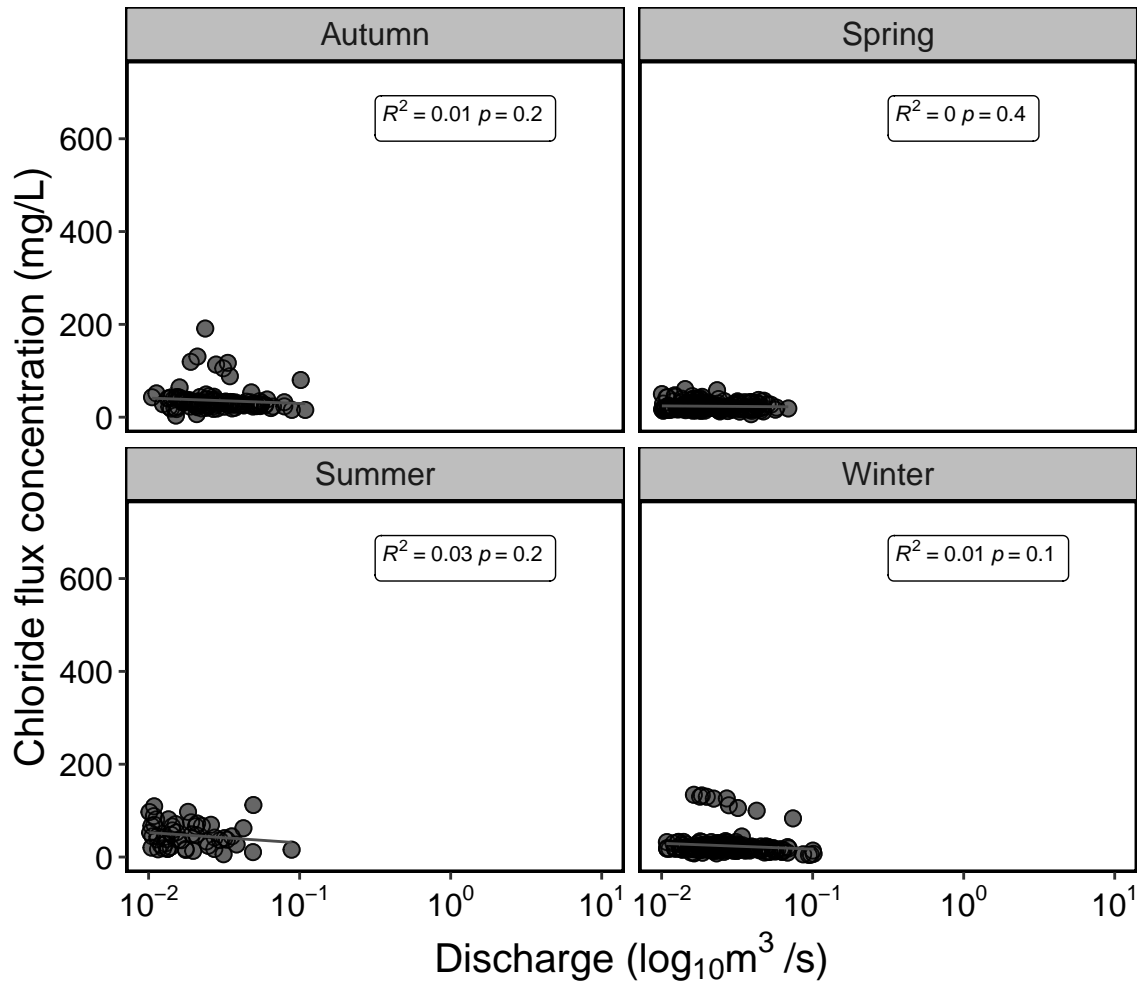 Autumn
Spring
R² = 0.01 p = 0.2
R² = 0 p = 0.4
600
400
200
0
Summer
Winter
R² = 0.03 p = 0.2
R² = 0.01 p = 0.1
600
400
200
0
10⁻² 10⁻¹ 10⁰ 10¹
10⁻² 10⁻¹ 10⁰ 10¹
Chloride flux concentration (mg/L)
Discharge (log₁₀m³ /s)